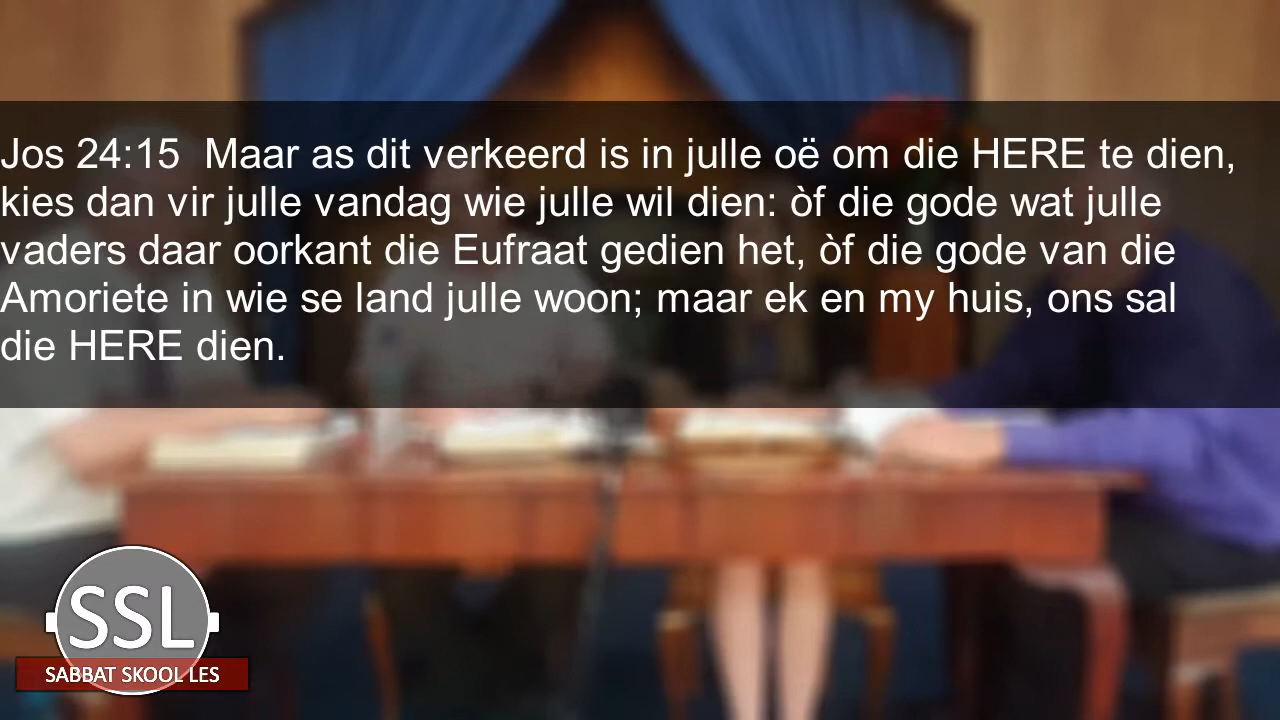 Jos 24:15  Maar as dit verkeerd is in julle oë om die HERE te dien,
kies dan vir julle vandag wie julle wil dien: òf die gode wat julle
vaders daar oorkant die Eufraat gedien het, òf die gode van die
Amoriete in wie se land julle woon; maar ek en my huis, ons sal
die HERE dien.
SSL
SABBAT SKOOL LES